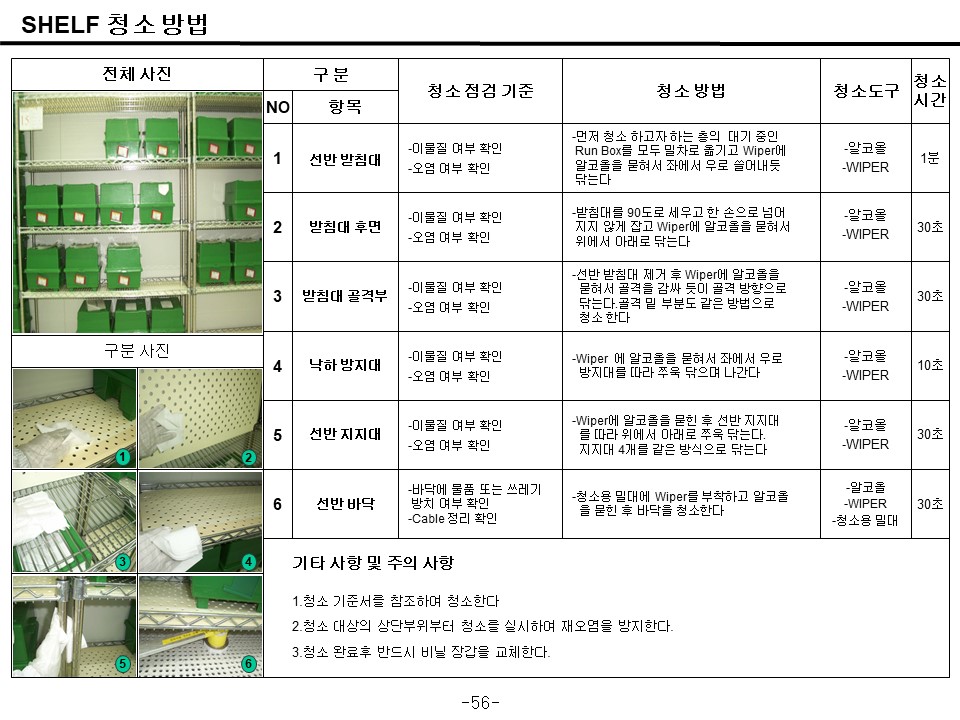 SHELF 청소 방법
전체 사진
구 분
청소 점검 기준
청소 방법
청소도구
청소
시간
NO
항목
1
선반 받침대
-이물질 여부 확인
-오염 여부 확인
-먼저 청소 하고자 하는 층의 대기 중인
Run Box를 모두 밀차로 옮기고 Wiper에
알코올을 묻혀서 좌에서 우로 쓸어내듯
닦는다
-알코올
-WIPER
1분
2
받침대 후면
-이물질 여부 확인
-오염 여부 확인
-받침대를 90도로 세우고 한 손으로 넘어
지지 않게 잡고 Wiper에 알코올을 묻혀서
위에서 아래로 닦는다
-알코올
-WIPER
30초
3
받침대 골격부
-이물질 여부 확인
-오염 여부 확인
-선반 받침대 제거 후 Wiper에 알코올을
묻혀서 골격을 감싸 듯이 골격 방향으로
닦는다.골격 밑 부분도 같은 방법으로
청소 한다
-알코올
-WIPER
30초
구분 사진
4
낙하 방지대
-이물질 여부 확인
-오염 여부 확인
-Wiper 에 알코올을 묻혀서 좌에서 우로
방지대를 따라 쭈욱 닦으며 나간다
-알코올
-WIPER
10초
5
선반 지지대
-이물질 여부 확인
-오염 여부 확인
-Wiper에 알코올을 묻힌 후 선반 지지대
를 따라 위에서 아래로 쭈욱 닦는다.
지지대 4개를 같은 방식으로 닦는다
-알코올
-WIPER
30초
6
선반 바닥
-바닥에 물품 또는 쓰레기
방치 여부 확인
-Cable 정리 확인
-청소용 밀대에 Wiper를 부착하고 알코올
을 묻힌 후 바닥을 청소한다
-알코올
-WIPER
-청소용 밀대
30초
1
2
3
4
5
6
기타 사항 및 주의 사항
1.청소 기준서를 참조하여 청소한다
2.청소 대상의 상단부위부터 청소를 실시하여 재오염을 방지한다.
3.청소 완료후 반드시 비닐 장갑을 교체한다.
-56-